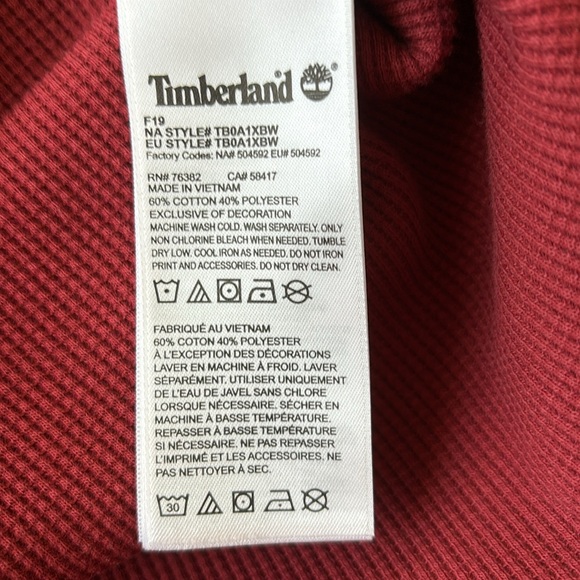 Timberland
F19
NA STYLE# TB0A1XBW
EU STYLE# TB0A1XBW
Factory Codes: NA# 504592 EU# 504592
RN# 76382 CA# 58417
MADE IN VIETNAM
60% COTTON 40% POLYESTER
EXCLUSIVE OF DECORATION
MACHINE WASH COLD. WASH SEPARATELY. ONLY
NON CHLORINE BLEACH WHEN NEEDED. TUMBLE
DRY LOW. COOL IRON AS NEEDED. DO NOT IRON
PRINT AND ACCESSORIES. DO NOT DRY CLEAN.
FABRIQUÉ AU VIETNAM
60% COTON 40% POLYESTER
À L'EXCEPTION DES DÉCORATIONS
LAVER EN MACHINE À FROID. LAVER
SÉPARÉMENT. UTILISER UNIQUEMENT
DE L'EAU DE JAVEL SANS CHLORE
LORSQUE NÉCESSAIRE. SÉCHER EN
MACHINE À BASSE TEMPÉRATURE.
REPASSER À BASSE TEMPÉRATURE
SI NÉCESSAIRE. NE PAS REPASSER
L'IMPRIMÉ ET LES ACCESSOIRES. NE
PAS NETTOYER À SEC.
30